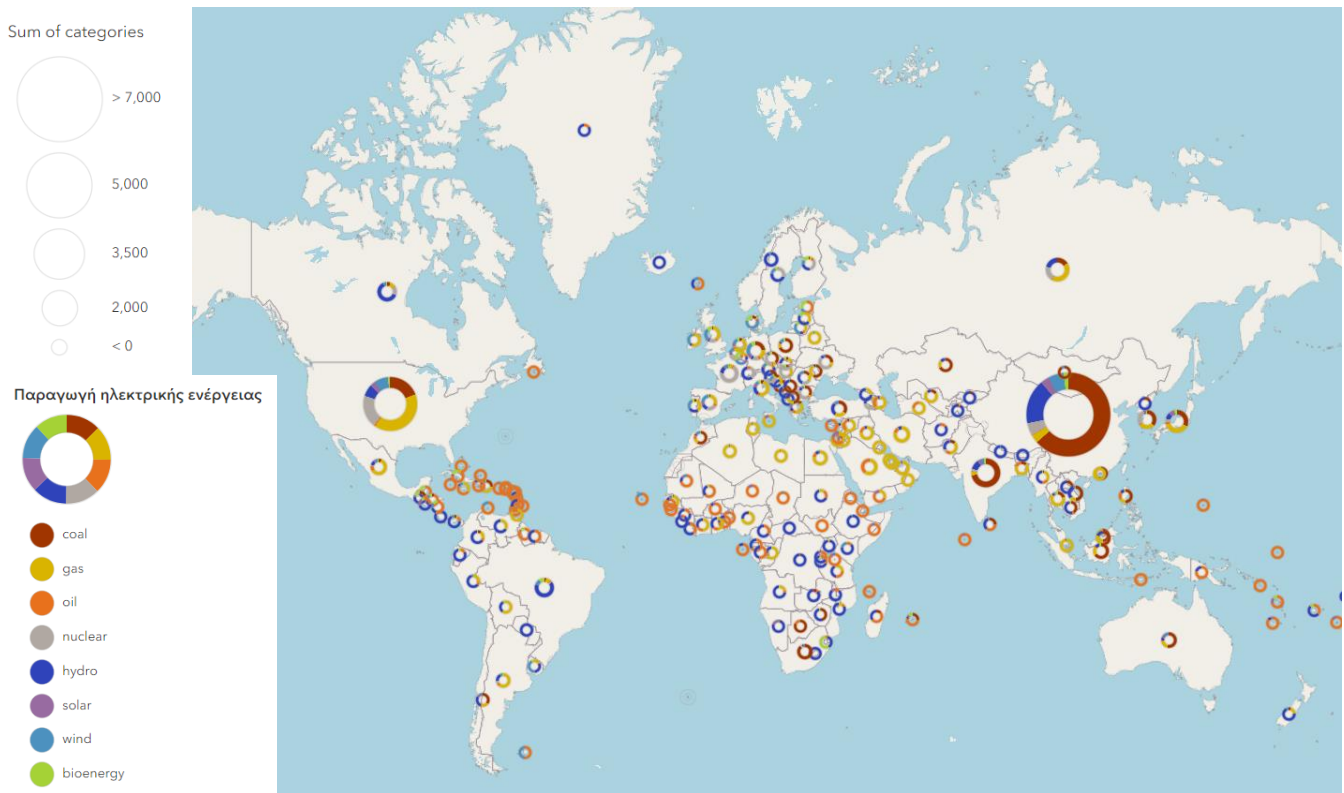 Sum of categories
> 7,000
5,000
3,500
2,000
< 0
Παραγωγή ηλεκτρικής ενέργειας
coal
gas
oil
nuclear
hydro
solar
wind
bioenergy